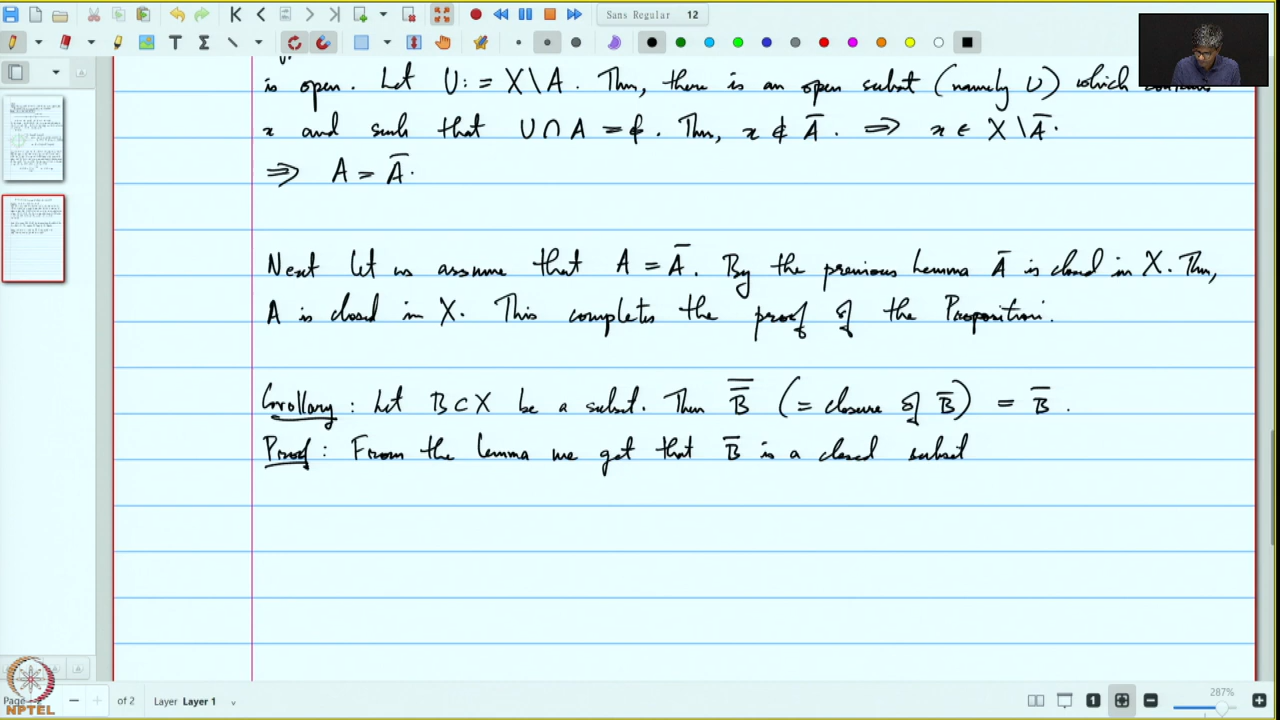 Sans Regular 12
is open. Let U := X \ A. Thus, there is an open subset (namely U) which contains
x and such that U ∩ A = ϕ. Thus, x ∉ A̅. ⇒ x ∈ X \ A̅.
⇒ A = A̅.
Next let us assume that A = A̅. By the previous Lemma A̅ is closed in X. Thus,
A is closed in X. This completes the proof of the Proposition.
Corollary : Let B ⊂ X be a subset. Then B̿ (= closure of B̅) = B̅.
Proof : From the lemma we get that B̅ is a closed subset
NPTEL
Page
of 2
Layer Layer 1
287%